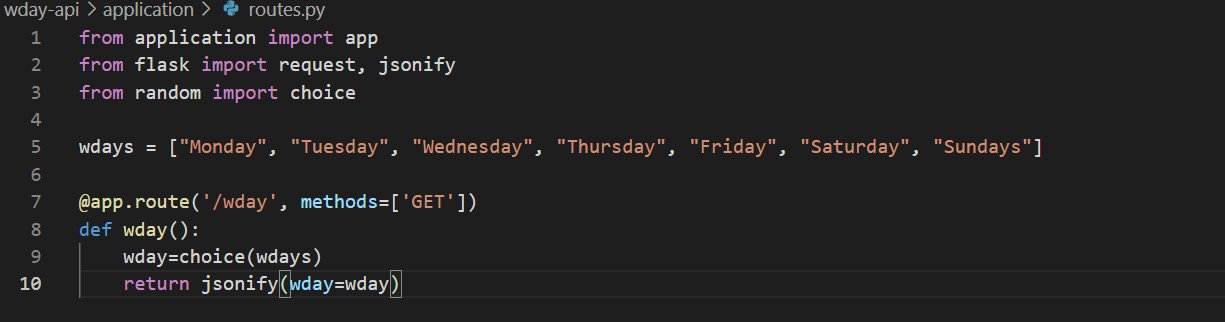 wday-api > application > routes.py
1 from application import app
2 from flask import request, jsonify
3 from random import choice
4
5 wdays = ["Monday", "Tuesday", "Wednesday", "Thursday", "Friday", "Saturday", "Sundays"]
6
7 @app.route('/wday', methods=['GET'])
8 def wday():
9     wday=choice(wdays)
10     return jsonify(wday=wday)